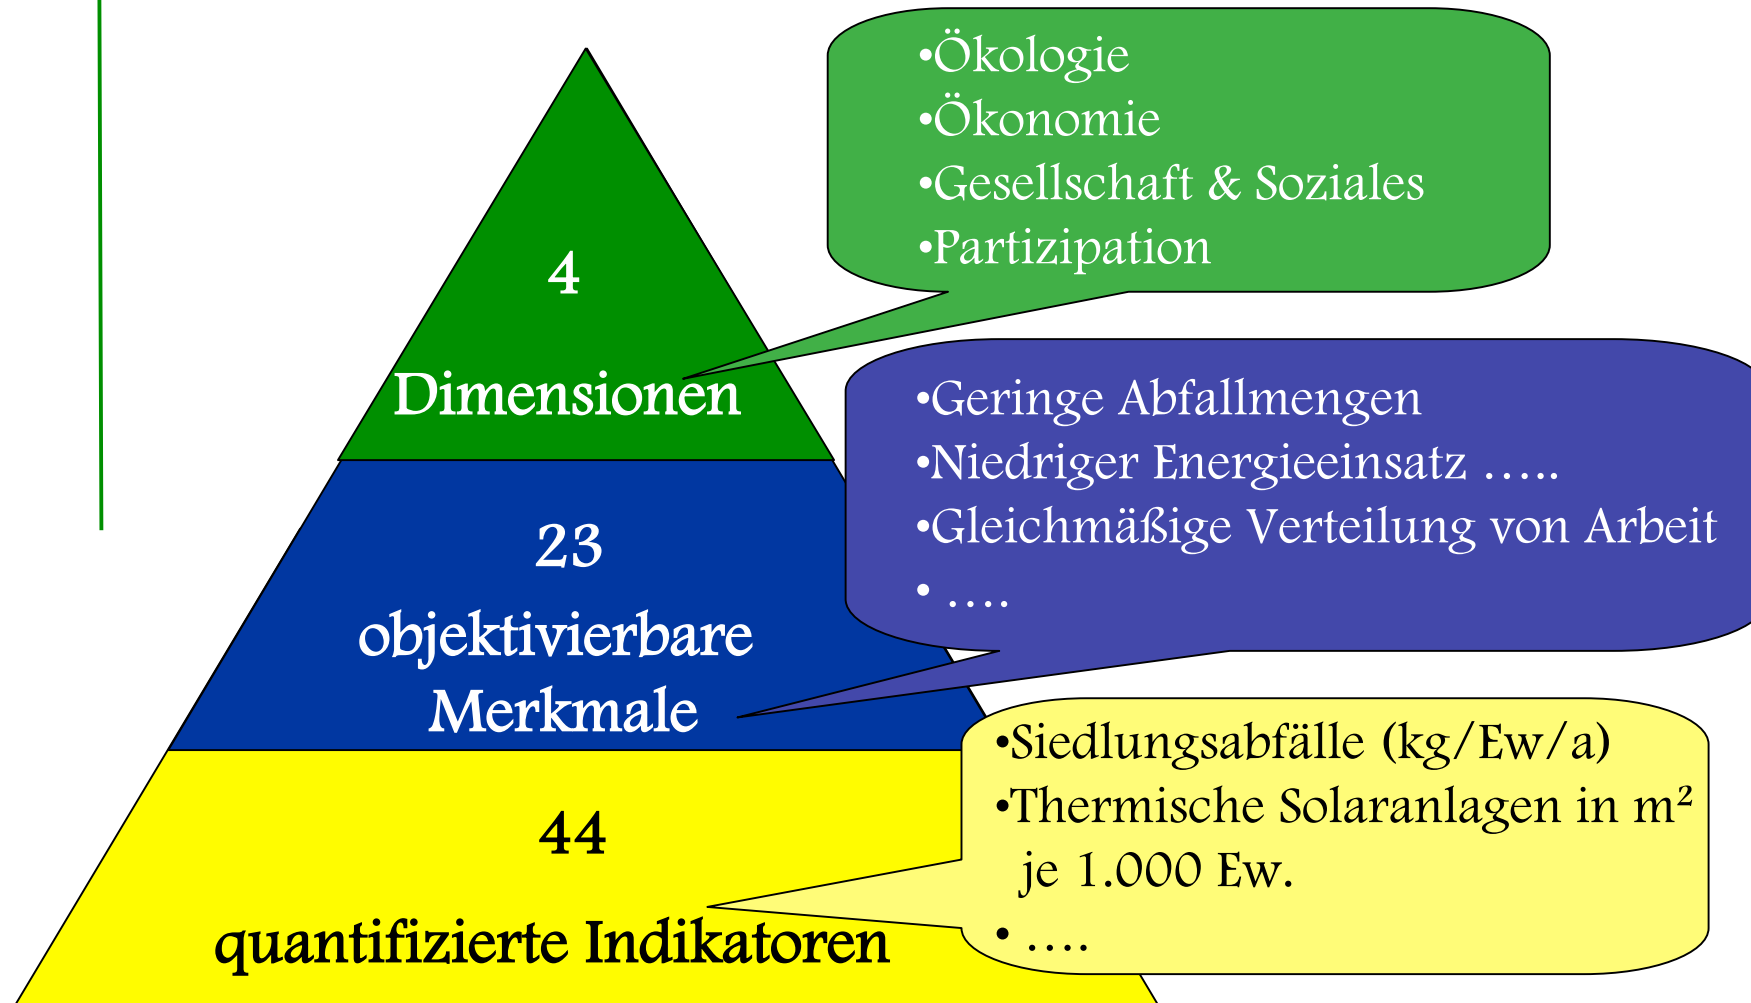 4
Dimensionen
•Ökologie
•Ökonomie
•Gesellschaft & Soziales
•Partizipation
23
objektivierbare
Merkmale
•Geringe Abfallmengen
•Niedriger Energieeinsatz …..
•Gleichmäßige Verteilung von Arbeit
• ….
44
quantifizierte Indikatoren
•Siedlungsabfälle (kg/Ew/a)
•Thermische Solaranlagen in m²
je 1.000 Ew.
• ….